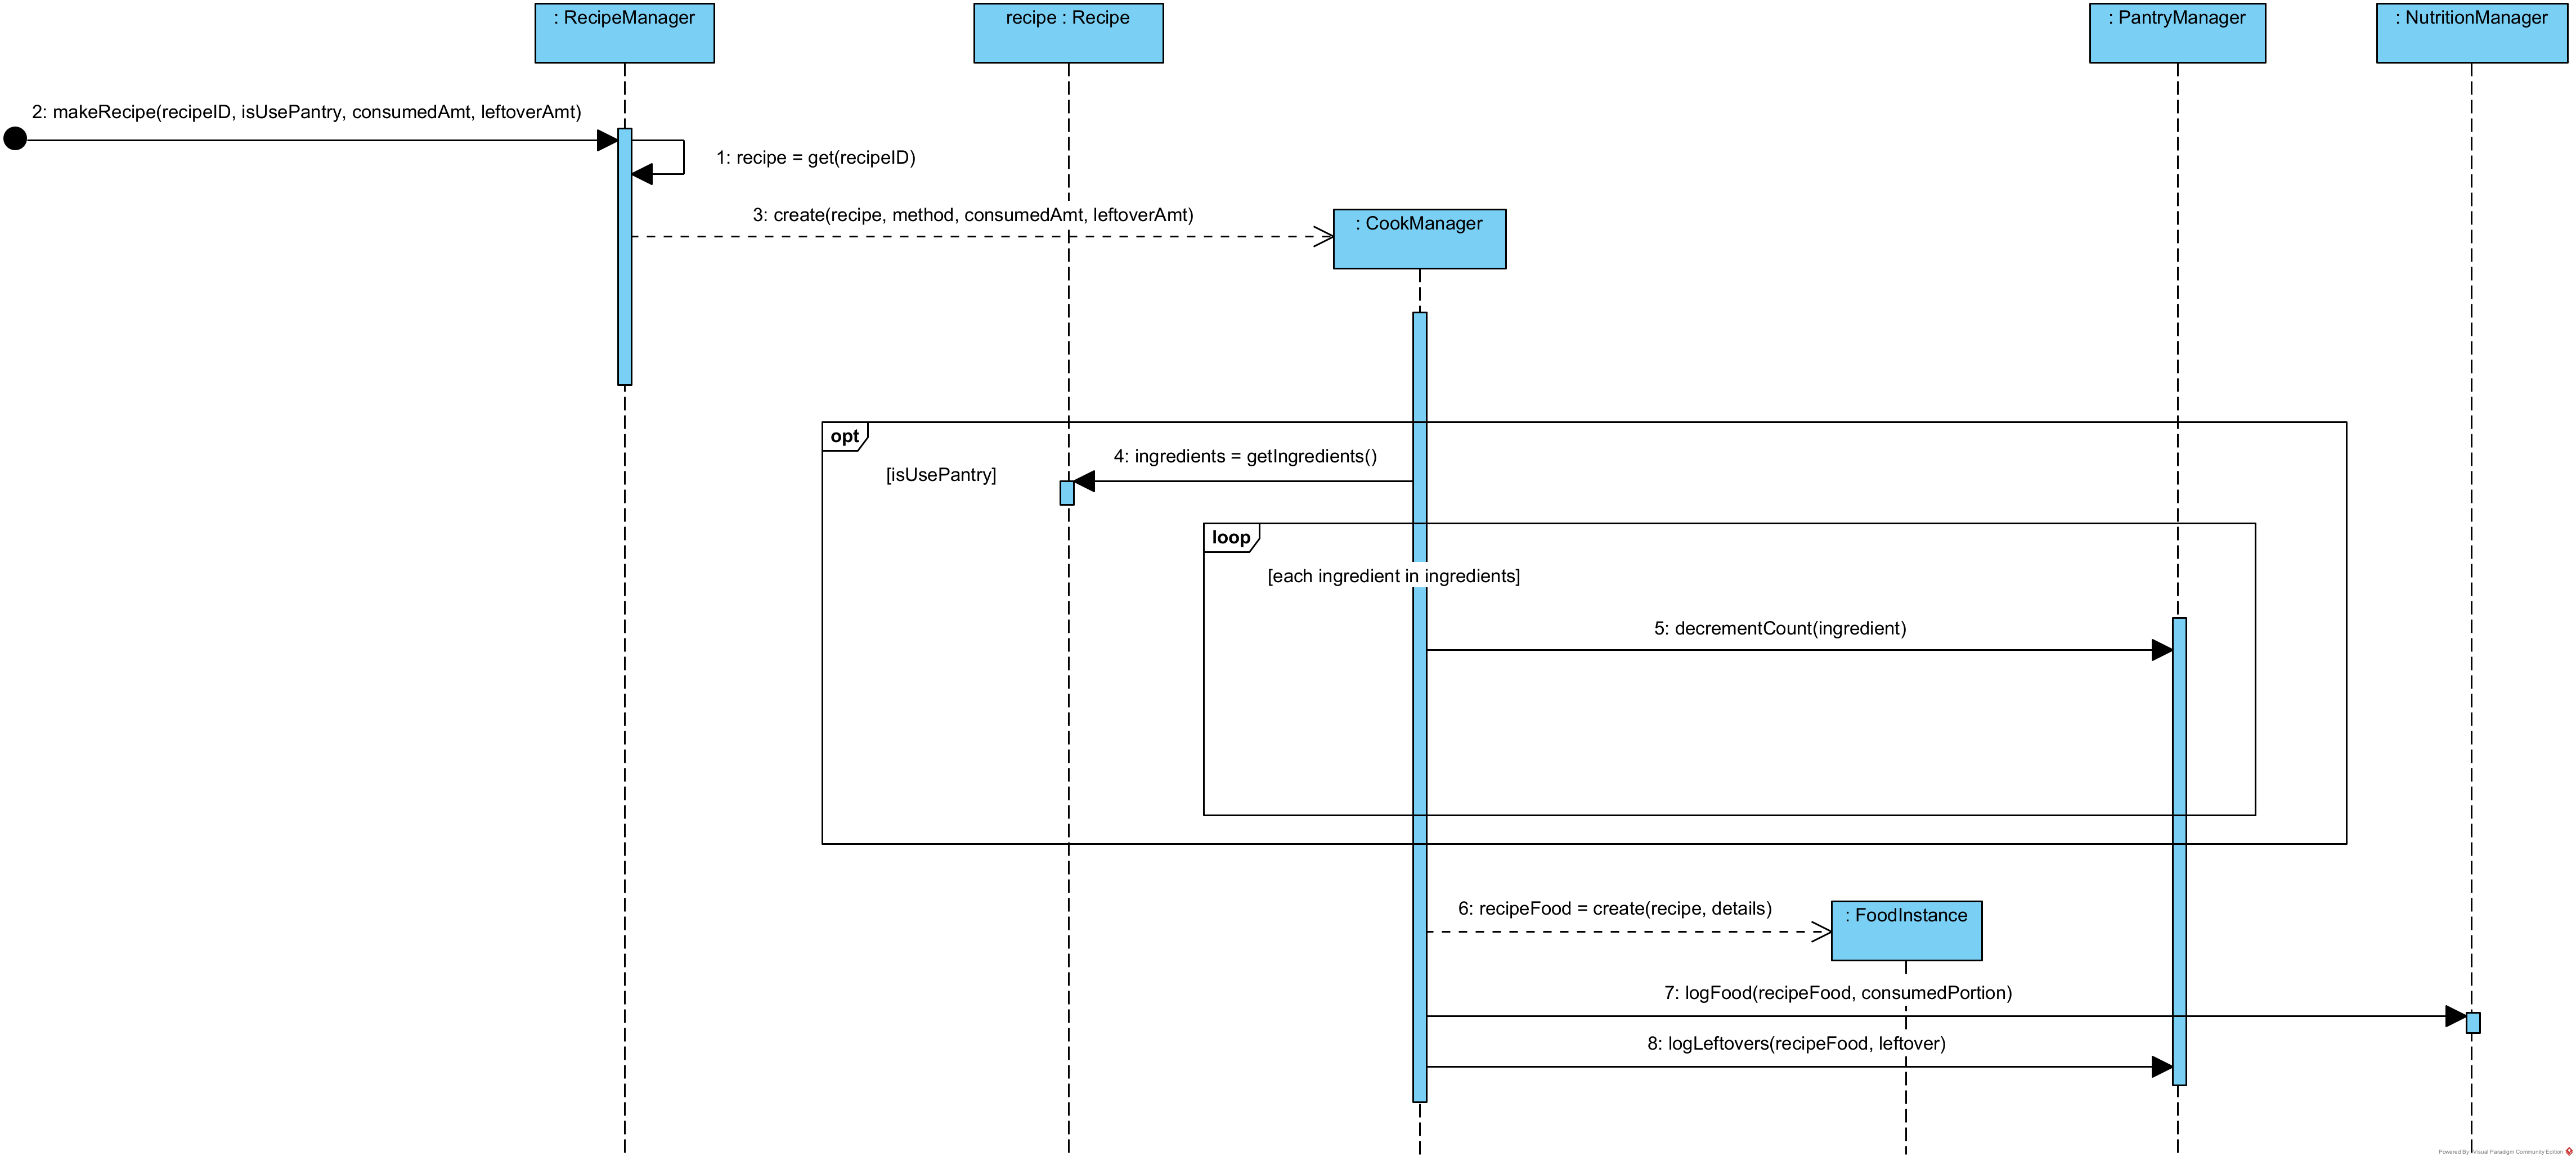 : RecipeManager
recipe : Recipe
: PantryManager
: NutritionManager
2: makeRecipe(recipeID, isUsePantry, consumedAmt, leftoverAmt)
1: recipe = get(recipeID)
3: create(recipe, method, consumedAmt, leftoverAmt)
: CookManager
opt
[isUsePantry]
4: ingredients = getIngredients()
loop
[each ingredient in ingredients]
5: decrementCount(ingredient)
6: recipeFood = create(recipe, details)
: FoodInstance
7: logFood(recipeFood, consumedPortion)
8: logLeftovers(recipeFood, leftover)
Powered By Visual Paradigm Community Edition